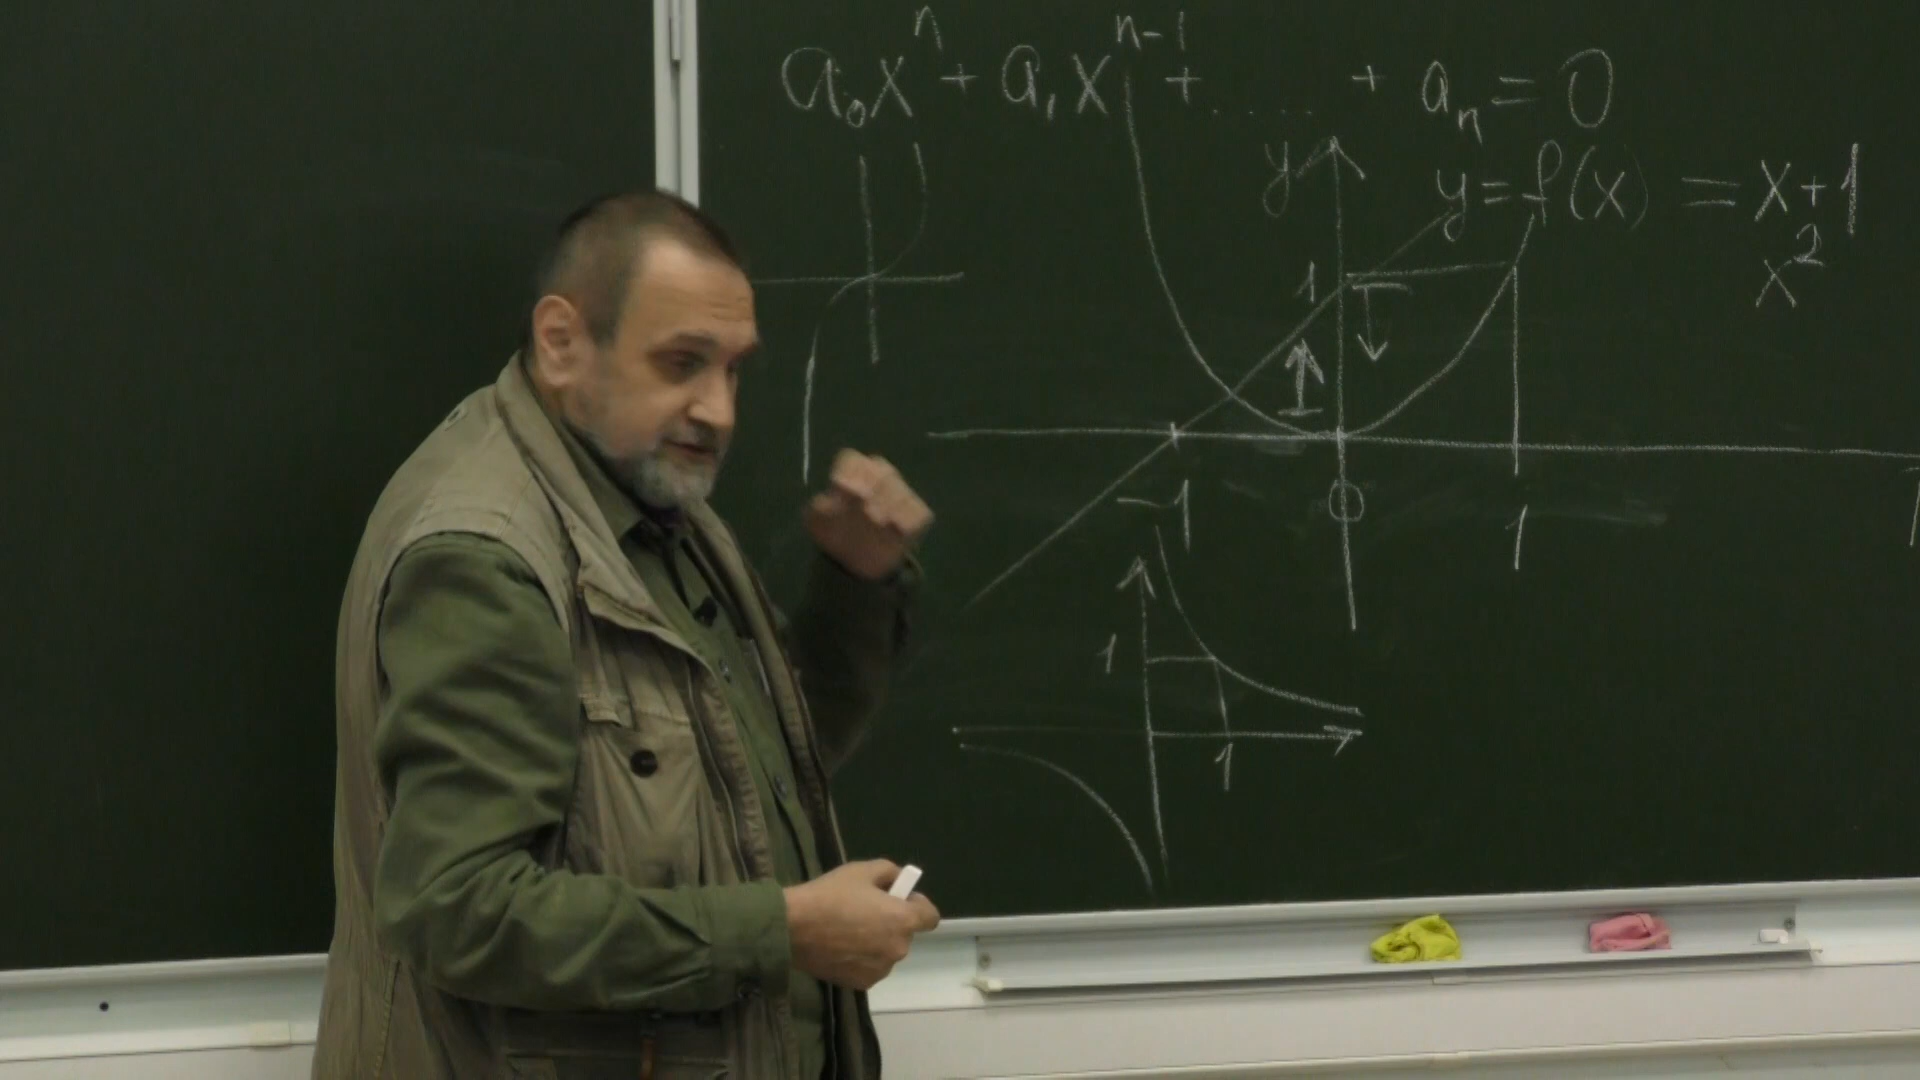 a₀xⁿ + a₁xⁿ⁻¹ + ..... + aₙ = 0
y
y = f(x) = x+1
x²
1
-1
0
1
1
1